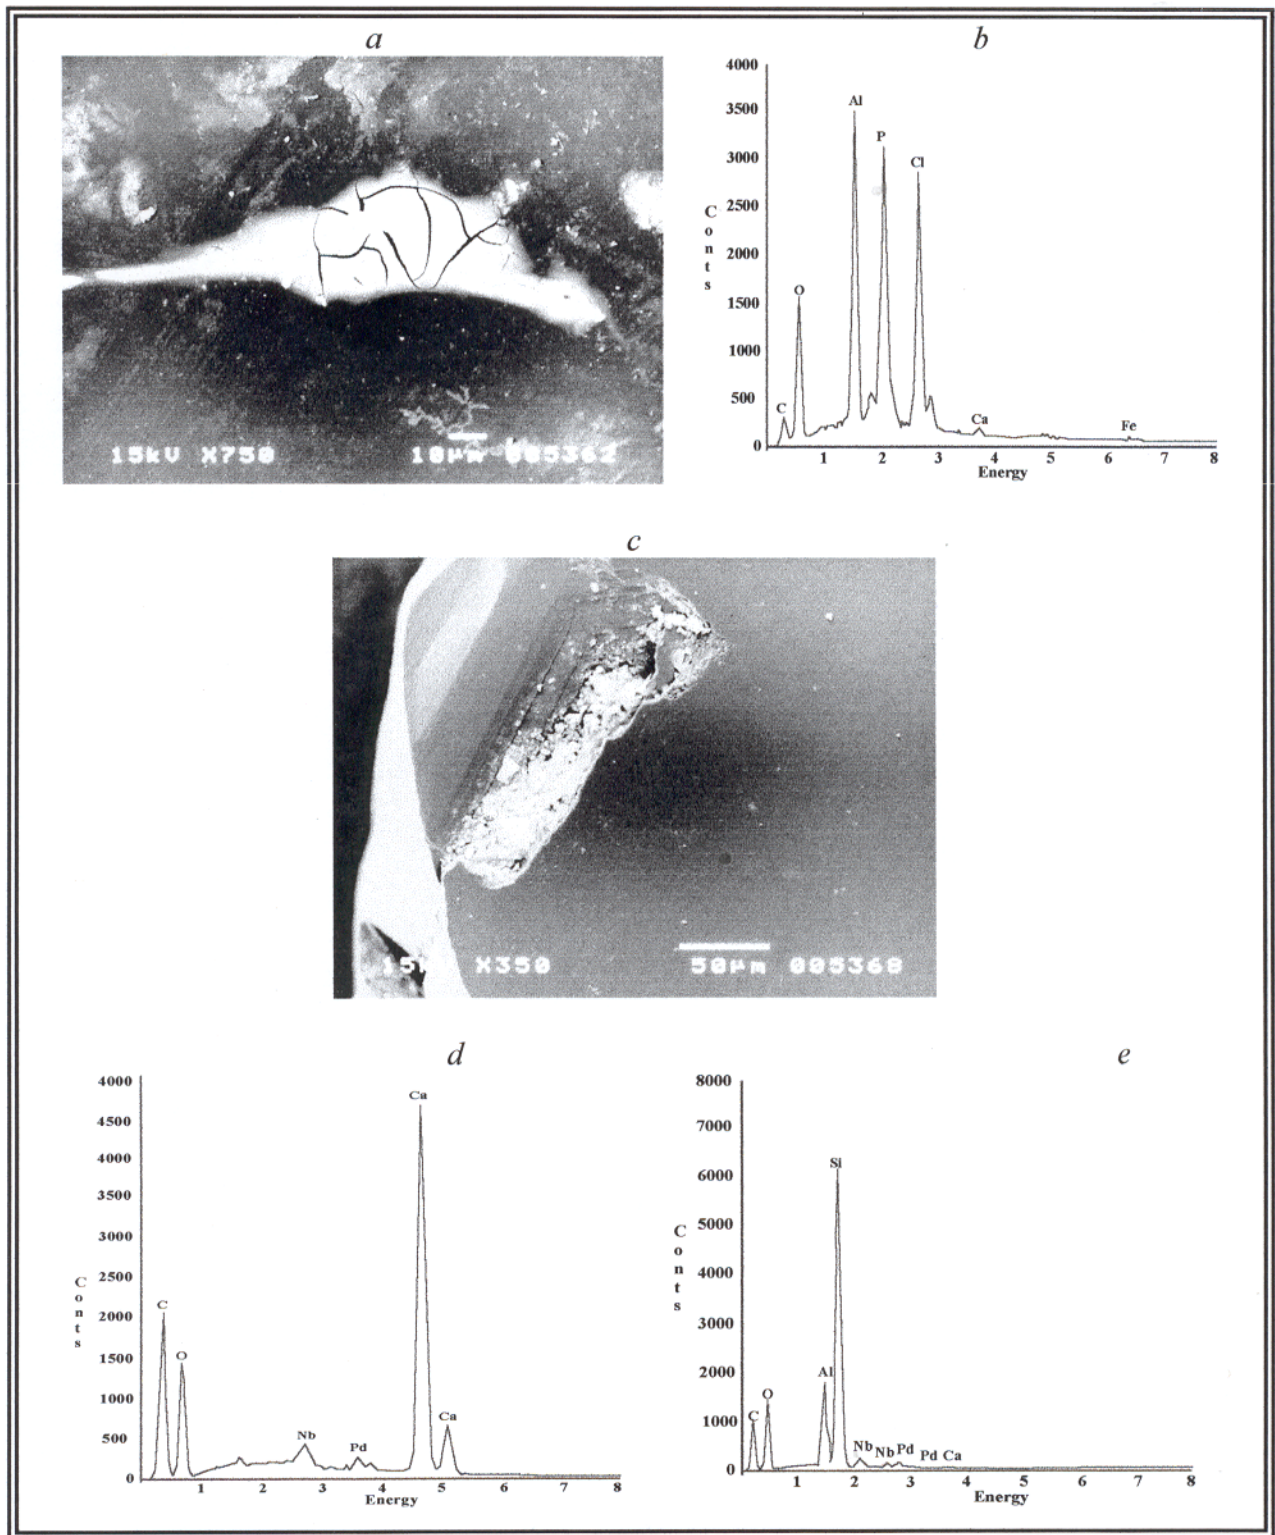 a
15kV X750 10µm 005362
b
4000
3500
3000
2500
2000
1500
1000
500
0
Conts
C
O
Al
P
Cl
Ca
Fe
1 2 3 4 5 6 7 8
Energy
c
X350 50µm 005368
d
4000
4500
4000
3500
3000
2500
2000
1500
1000
500
0
Conts
C
O
Nb
Pd
Ca
Ca
1 2 3 4 5 6 7 8
Energy
e
8000
7000
6000
5000
4000
3000
2000
1000
0
Conts
C
O
Al
Si
Nb Nb Pd Pd Ca
1 2 3 4 5 6 7 8
Energy